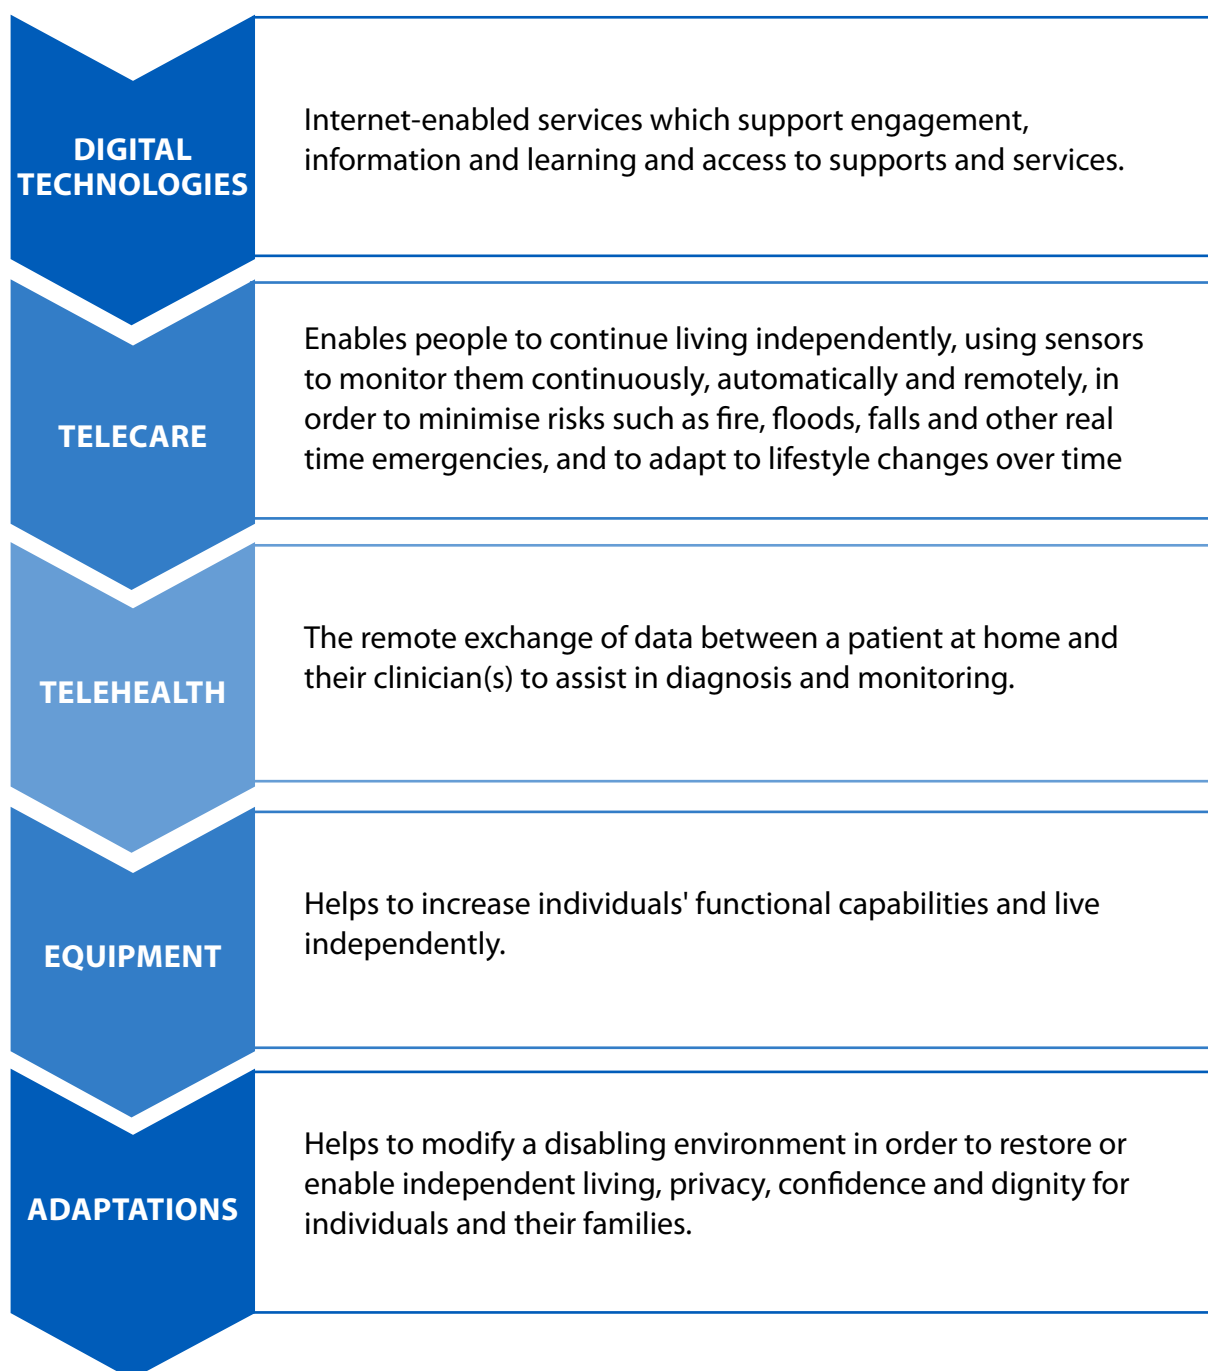 DIGITAL
TECHNOLOGIES
Internet-enabled services which support engagement,
information and learning and access to supports and services.
TELECARE
Enables people to continue living independently, using sensors
to monitor them continuously, automatically and remotely, in
order to minimise risks such as fire, floods, falls and other real
time emergencies, and to adapt to lifestyle changes over time
TELEHEALTH
The remote exchange of data between a patient at home and
their clinician(s) to assist in diagnosis and monitoring.
EQUIPMENT
Helps to increase individuals' functional capabilities and live
independently.
ADAPTATIONS
Helps to modify a disabling environment in order to restore or
enable independent living, privacy, confidence and dignity for
individuals and their families.